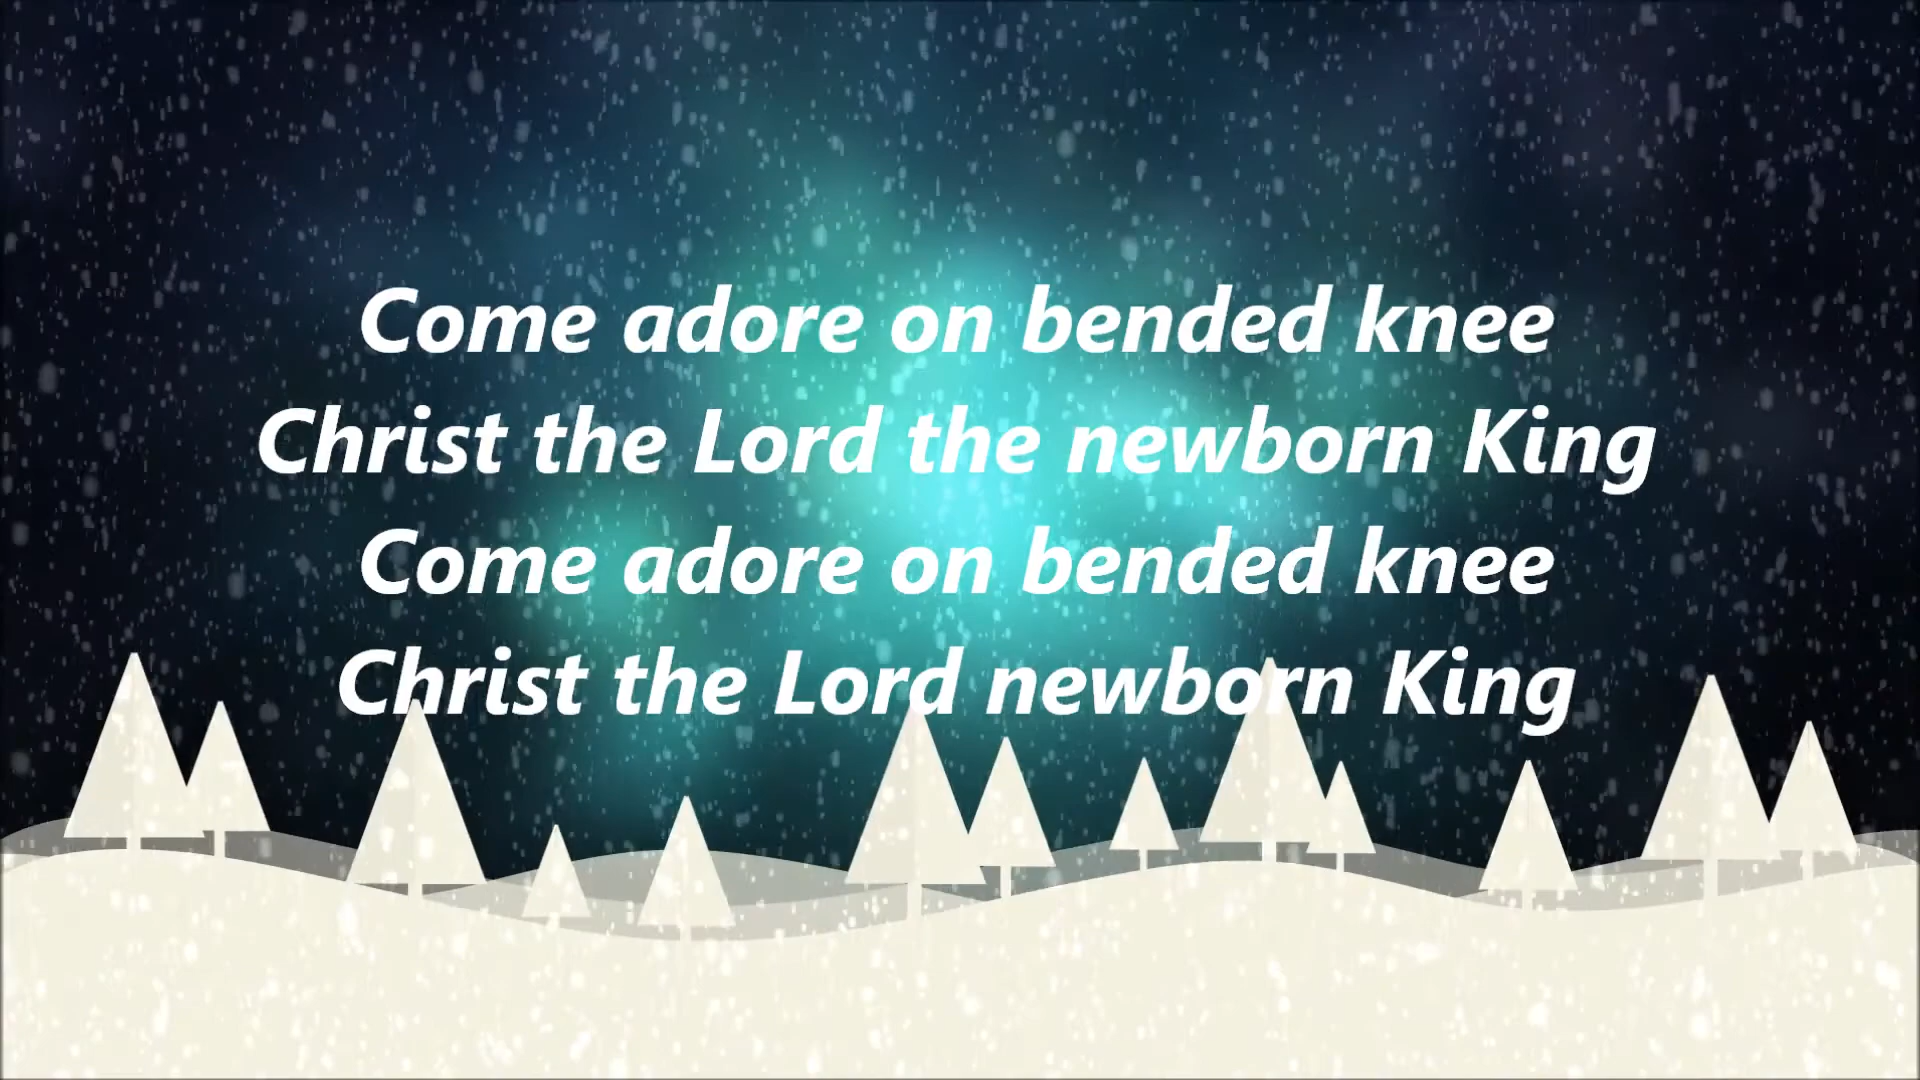 Come adore on bended knee
Christ the Lord the newborn King
Come adore on bended knee
Christ the Lord newborn King